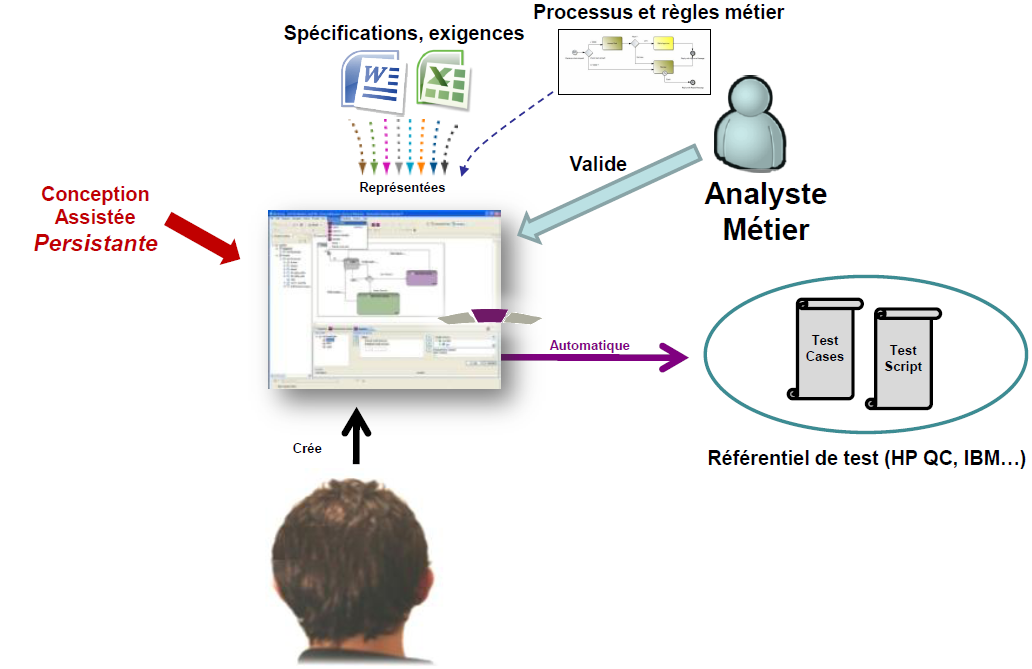 Processus et règles métier
Spécifications, exigences
Valide
Représentées
Analyste
Métier
Conception
Assistée
Persistante
Automatique
Test
Cases
Test
Script
Crée
Référentiel de test (HP QC, IBM…)